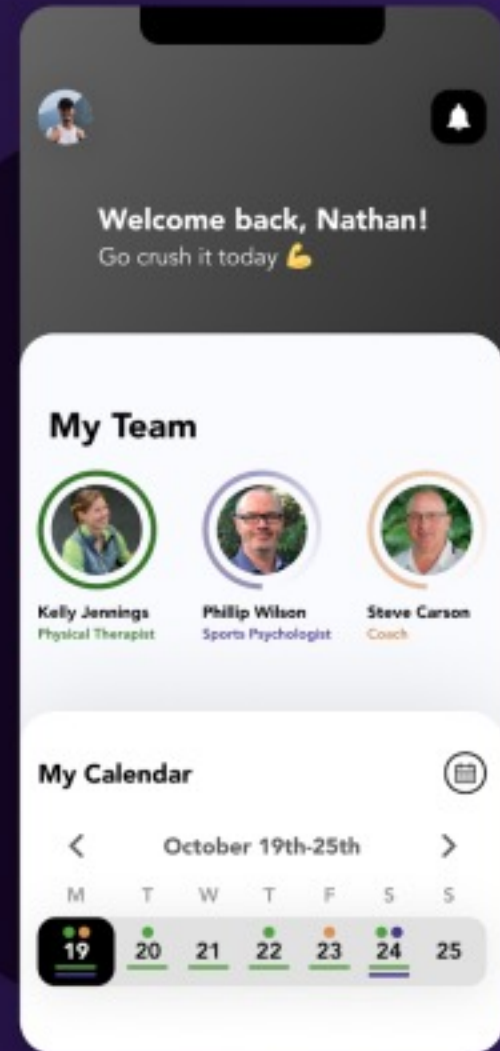 Welcome back, Nathan!
Go crush it today 💪
My Team
Kelly Jennings Phillip Wilson Steve Carson
Physical Therapist Sports Psychologist Coach
My Calendar
October 19th-25th
M T W T F S S
19 20 21 22 23 24 25